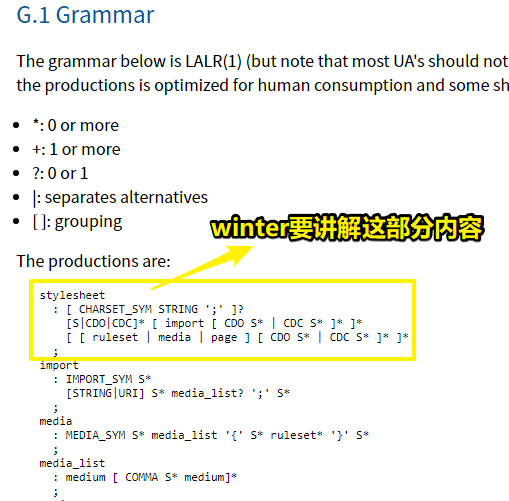 G.1 Grammar
The grammar below is LALR(1) (but note that most UA's should not
the productions is optimized for human consumption and some sh
• *: 0 or more
• +: 1 or more
• ?: 0 or 1
• |: separates alternatives
• [ ]: grouping
winter要讲解这部分内容
The productions are:
stylesheet
: [ CHARSET_SYM STRING ';' ]?
[S|CDO|CDC]* [ import [ CDO S* | CDC S* ]* ]*
[ [ ruleset | media | page ] [ CDO S* | CDC S* ]* ]*
;
import
: IMPORT_SYM S*
[STRING|URI] S* media_list? ';' S*
;
media
: MEDIA_SYM S* media_list '{' S* ruleset* '}' S*
;
media_list
: medium [ COMMA S* medium]*
;